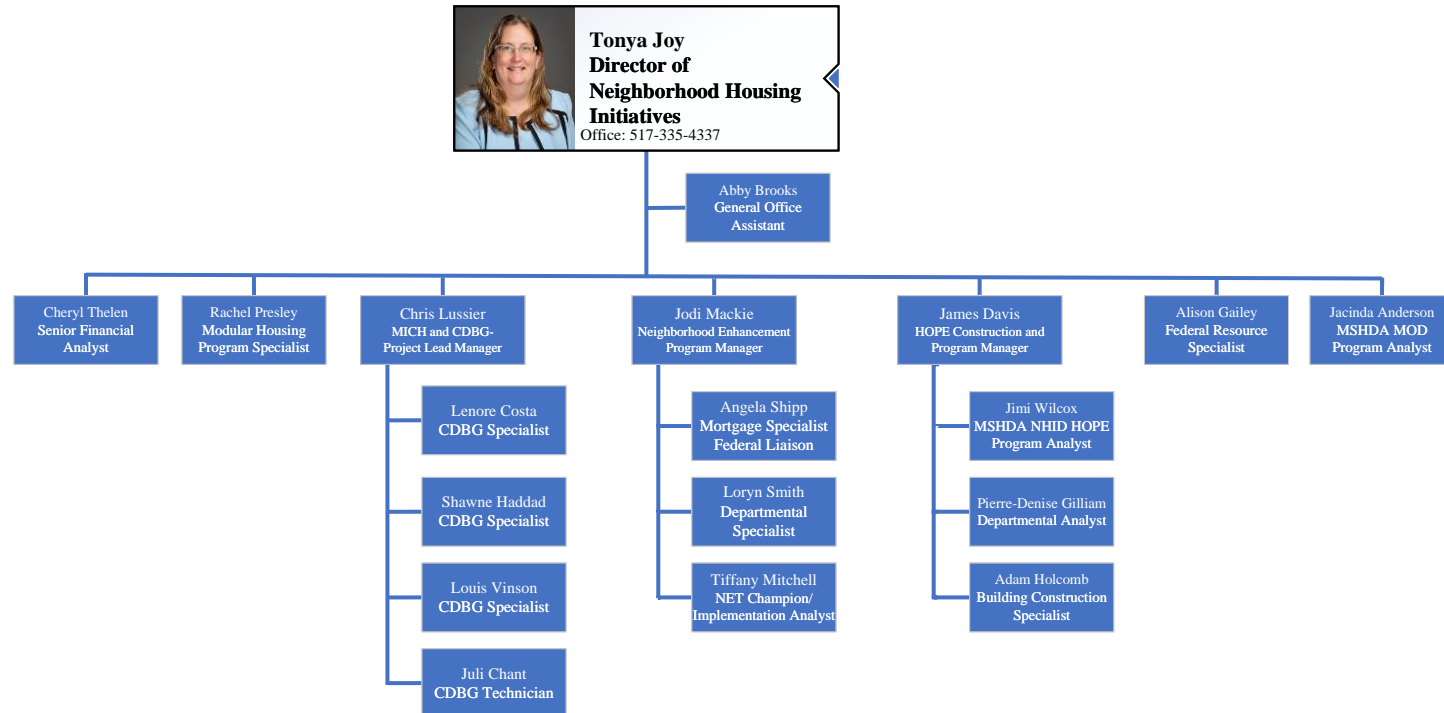 Tonya Joy
Director of
Neighborhood Housing
Initiatives
Office: 517-335-4337
Abby Brooks
General Office
Assistant
Cheryl Thelen
Senior Financial
Analyst
Rachel Presley
Modular Housing
Program Specialist
Chris Lussier
MICH and CDBG-
Project Lead Manager
Jodi Mackie
Neighborhood Enhancement
Program Manager
James Davis
HOPE Construction and
Program Manager
Alison Gailey
Federal Resource
Specialist
Jacinda Anderson
MSHDA MOD
Program Analyst
Lenore Costa
CDBG Specialist
Shawne Haddad
CDBG Specialist
Louis Vinson
CDBG Specialist
Juli Chant
CDBG Technician
Angela Shipp
Mortgage Specialist
Federal Liaison
Loryn Smith
Departmental
Specialist
Tiffany Mitchell
NET Champion/
Implementation Analyst
Jimi Wilcox
MSHDA NHID HOPE
Program Analyst
Pierre-Denise Gilliam
Departmental Analyst
Adam Holcomb
Building Construction
Specialist